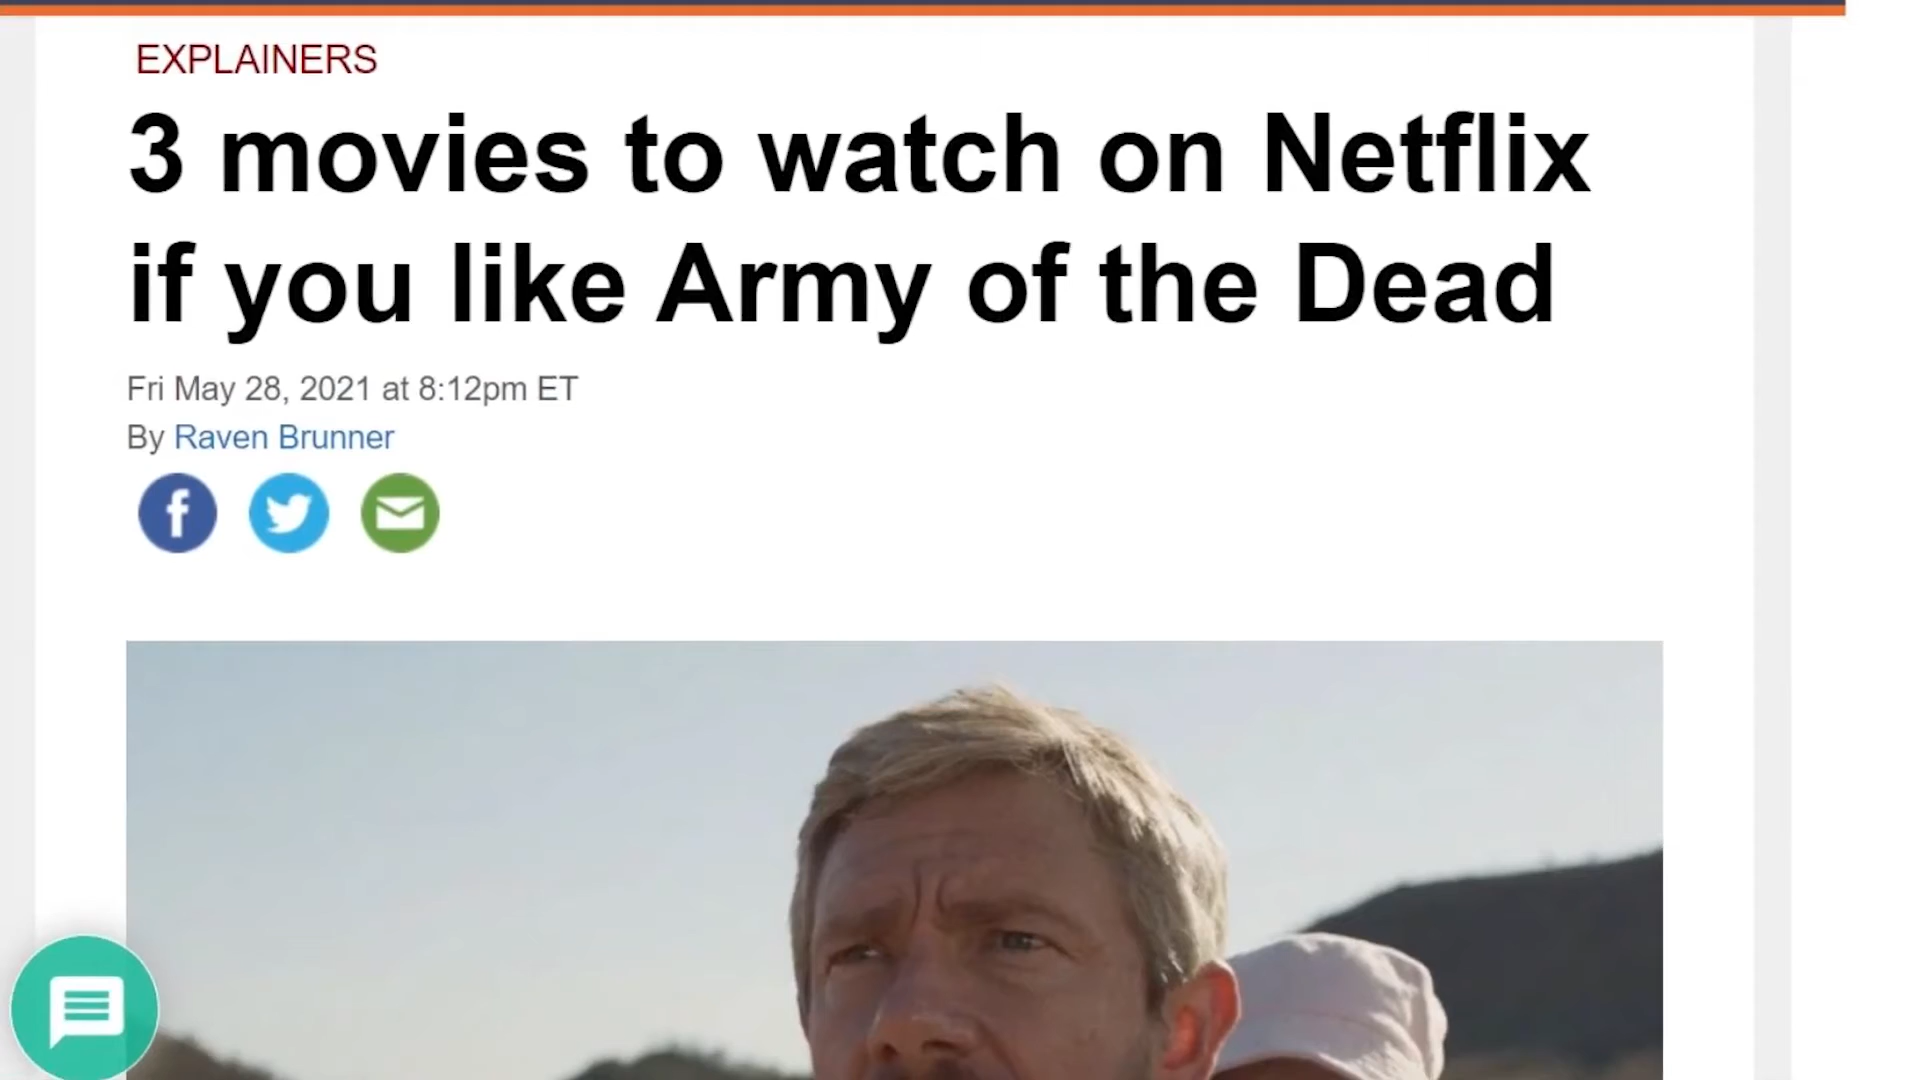 EXPLAINERS
3 movies to watch on Netflix
if you like Army of the Dead
Fri May 28, 2021 at 8:12pm ET
By Raven Brunner